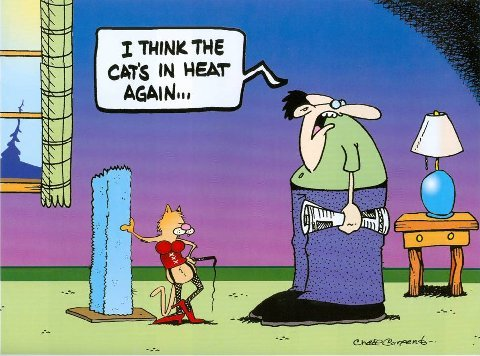 I THINK THE
CAT'S IN HEAT
AGAIN...